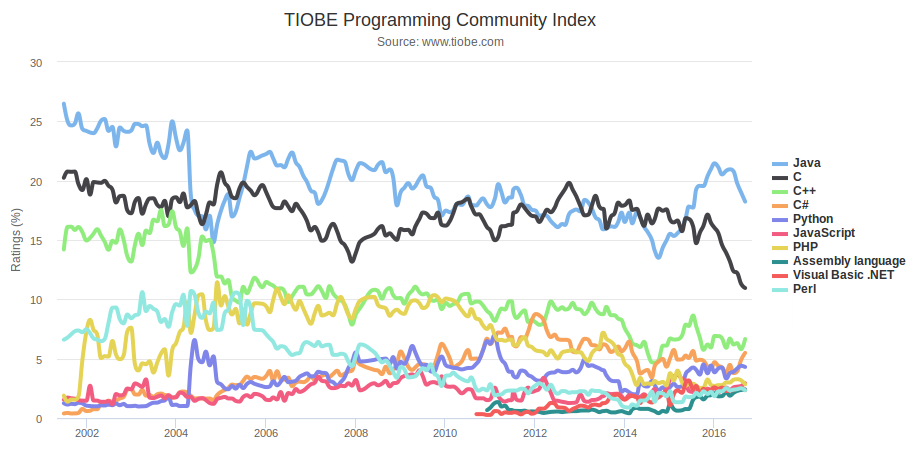 TIOBE Programming Community Index
Source: www.tiobe.com
Ratings (%)
30
25
20
15
10
5
0
2002 2004 2006 2008 2010 2012 2014 2016
Java
C
C++
C#
Python
JavaScript
PHP
Assembly language
Visual Basic .NET
Perl